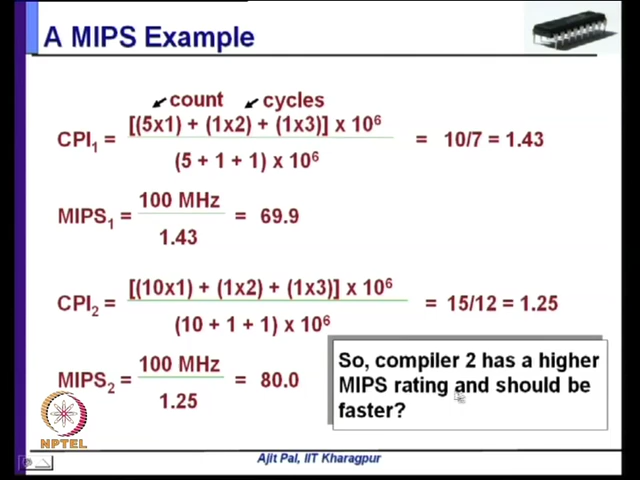 A MIPS Example
count cycles
CPI₁ = [(5x1) + (1x2) + (1x3)] x 10⁶ / (5 + 1 + 1) x 10⁶ = 10/7 = 1.43
MIPS₁ = 100 MHz / 1.43 = 69.9
CPI₂ = [(10x1) + (1x2) + (1x3)] x 10⁶ / (10 + 1 + 1) x 10⁶ = 15/12 = 1.25
MIPS₂ = 100 MHz / 1.25 = 80.0
So, compiler 2 has a higher
MIPS rating and should be
faster?
NPTEL
Ajit Pal, IIT Kharagpur